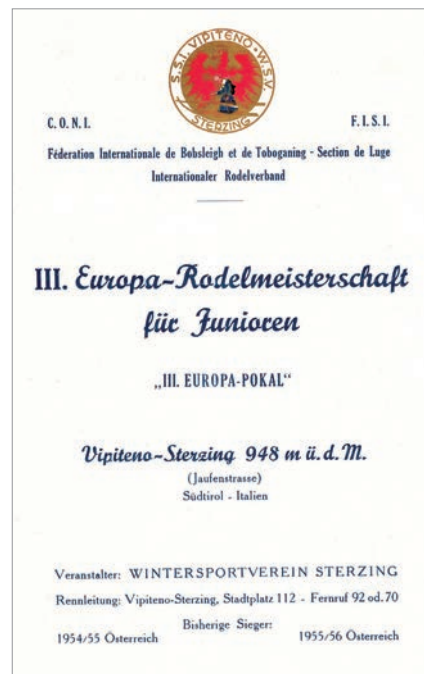 S.S.I. VIPITENO • W.S.V.
STERZING
C. O. N. I. F. I. S. I.
Féderation Internationale de Bobsleigh et de Toboganing - Section de Luge
Internationaler Rodelverband
III. Europa-Rodelmeisterschaft
für Junioren
„III. EUROPA-POKAL“
Vipiteno-Sterzing 948 m ü. d. M.
(Jaufenstrasse)
Südtirol - Italien
Veranstalter: WINTERSPORTVEREIN STERZING
Rennleitung: Vipiteno-Sterzing, Stadtplatz 112 - Fernruf 92 od. 70
Bisherige Sieger:
1954/55 Österreich 1955/56 Österreich